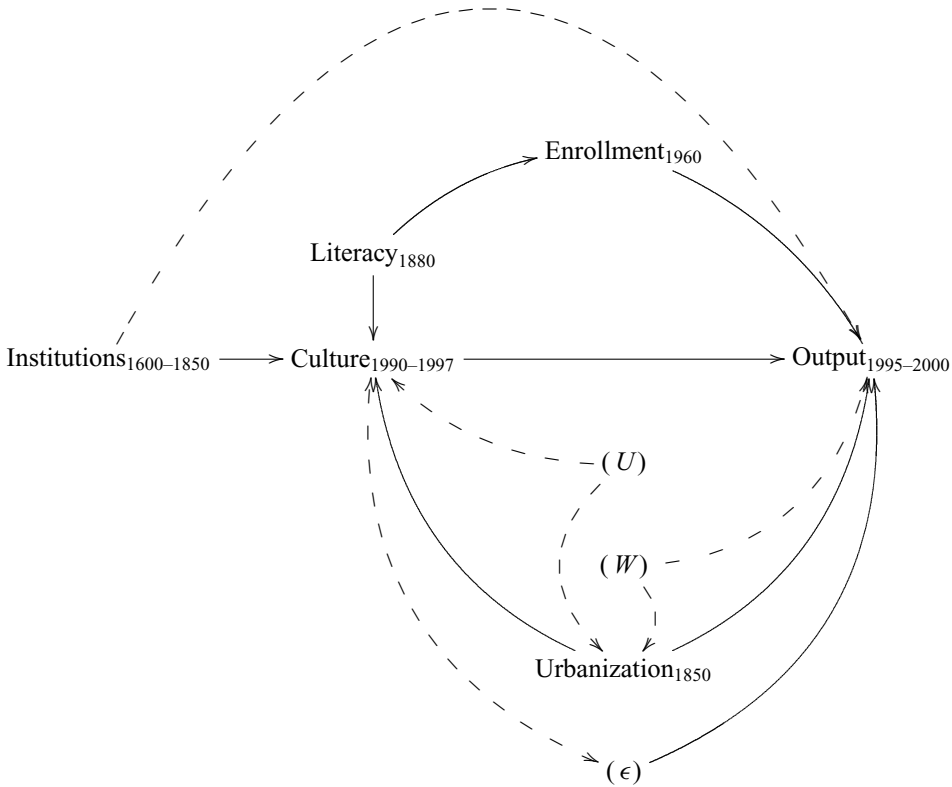 Enrollment1960
Literacy1880
Institutions1600–1850 Culture1990–1997 Output1995–2000
(U)
(W)
Urbanization1850
(ϵ)